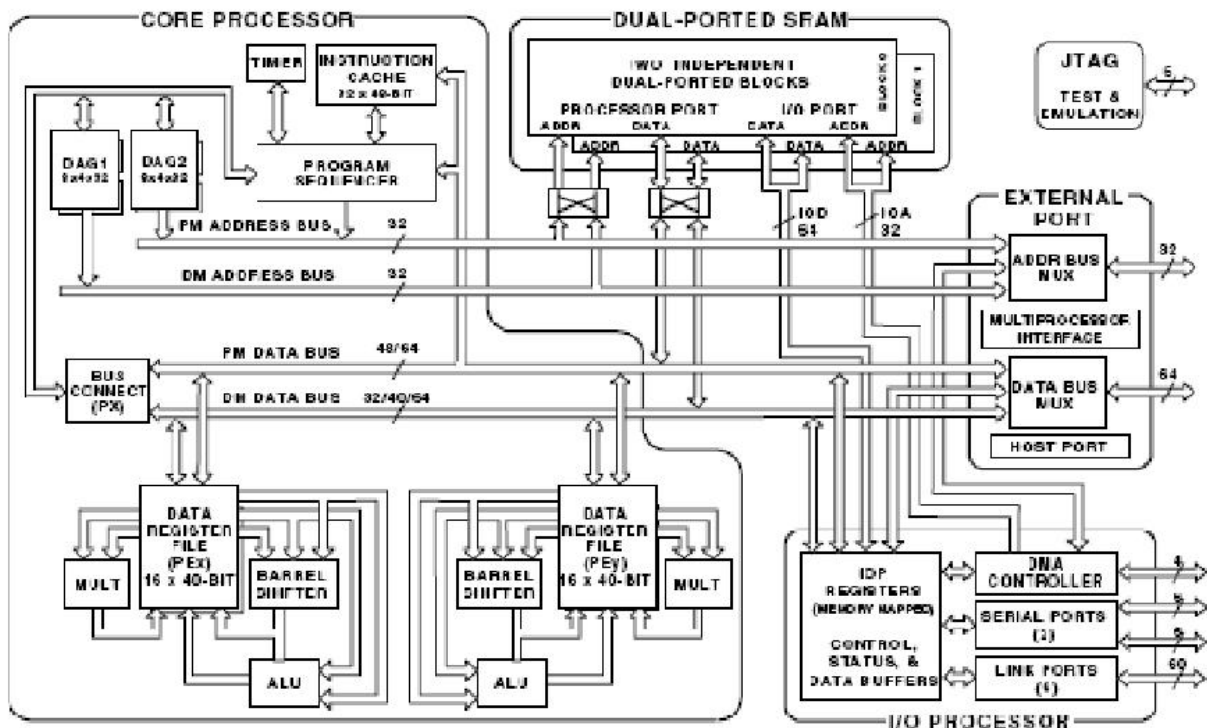 CORE PROCESSOR
TIMER
INSTRUCTION
CACHE
32 x 48-BIT
DAG1
8x4x32
DAG2
8x4x32
PROGRAM
SEQUENCER
PM ADDRESS BUS
32
DM ADDRESS BUS
32
PM DATA BUS
48/64
BUS
CONNECT
(PX)
DM DATA BUS
32/40/64
DATA
REGISTER
FILE
(PEx)
16 x 40-BIT
MULT
BARREL
SHIFTER
ALU
DATA
REGISTER
FILE
(PEy)
16 x 40-BIT
BARREL
SHIFTER
MULT
ALU
DUAL-PORTED SRAM
TWO INDEPENDENT
DUAL-PORTED BLOCKS
PROCESSOR PORT
I/O PORT
ADDR
DATA
DATA
ADDR
BLOCK 0
ADDR
DATA
DATA
ADDR
BLOCK 1
IOD
64
IOA
32
JTAG
TEST &
EMULATION
EXTERNAL
PORT
ADDR BUS
MUX
32
MULTIPROCESSOR
INTERFACE
DATA BUS
MUX
64
HOST PORT
IOP
REGISTERS
(MEMORY MAPPED)
CONTROL,
STATUS, &
DATA BUFFERS
DMA
CONTROLLER
4
SERIAL PORTS
LINK PORTS
60
I/O PROCESSOR